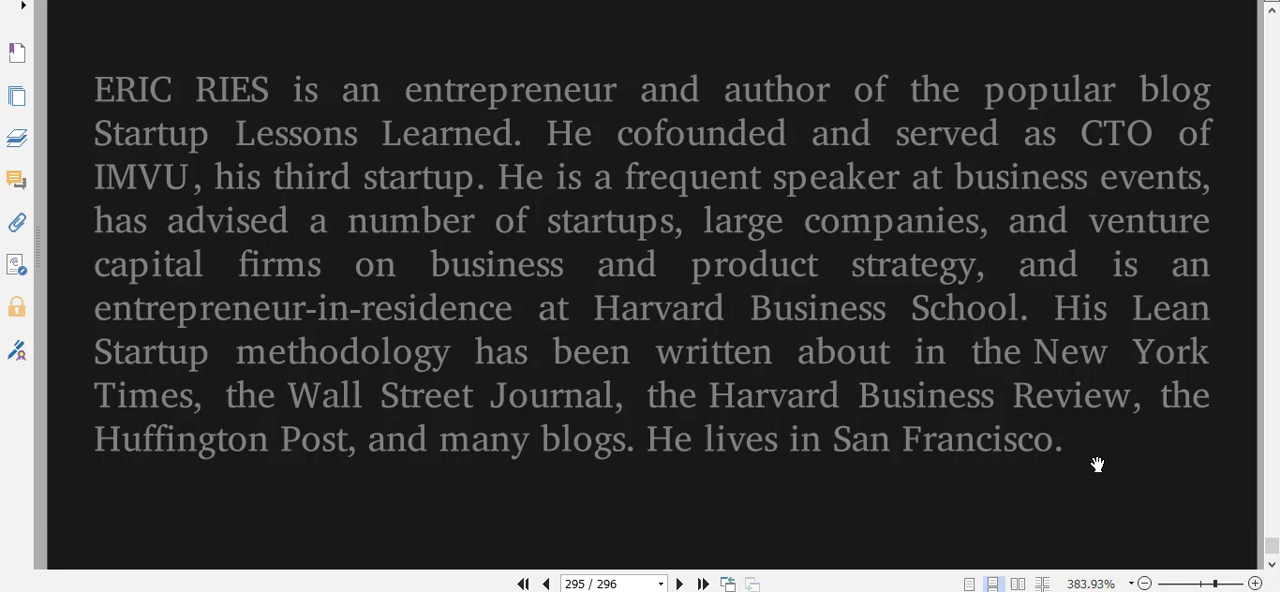 ERIC RIES is an entrepreneur and author of the popular blog
Startup Lessons Learned. He cofounded and served as CTO of
IMVU, his third startup. He is a frequent speaker at business events,
has advised a number of startups, large companies, and venture
capital firms on business and product strategy, and is an
entrepreneur-in-residence at Harvard Business School. His Lean
Startup methodology has been written about in the New York
Times, the Wall Street Journal, the Harvard Business Review, the
Huffington Post, and many blogs. He lives in San Francisco.
295 / 296
383.93%